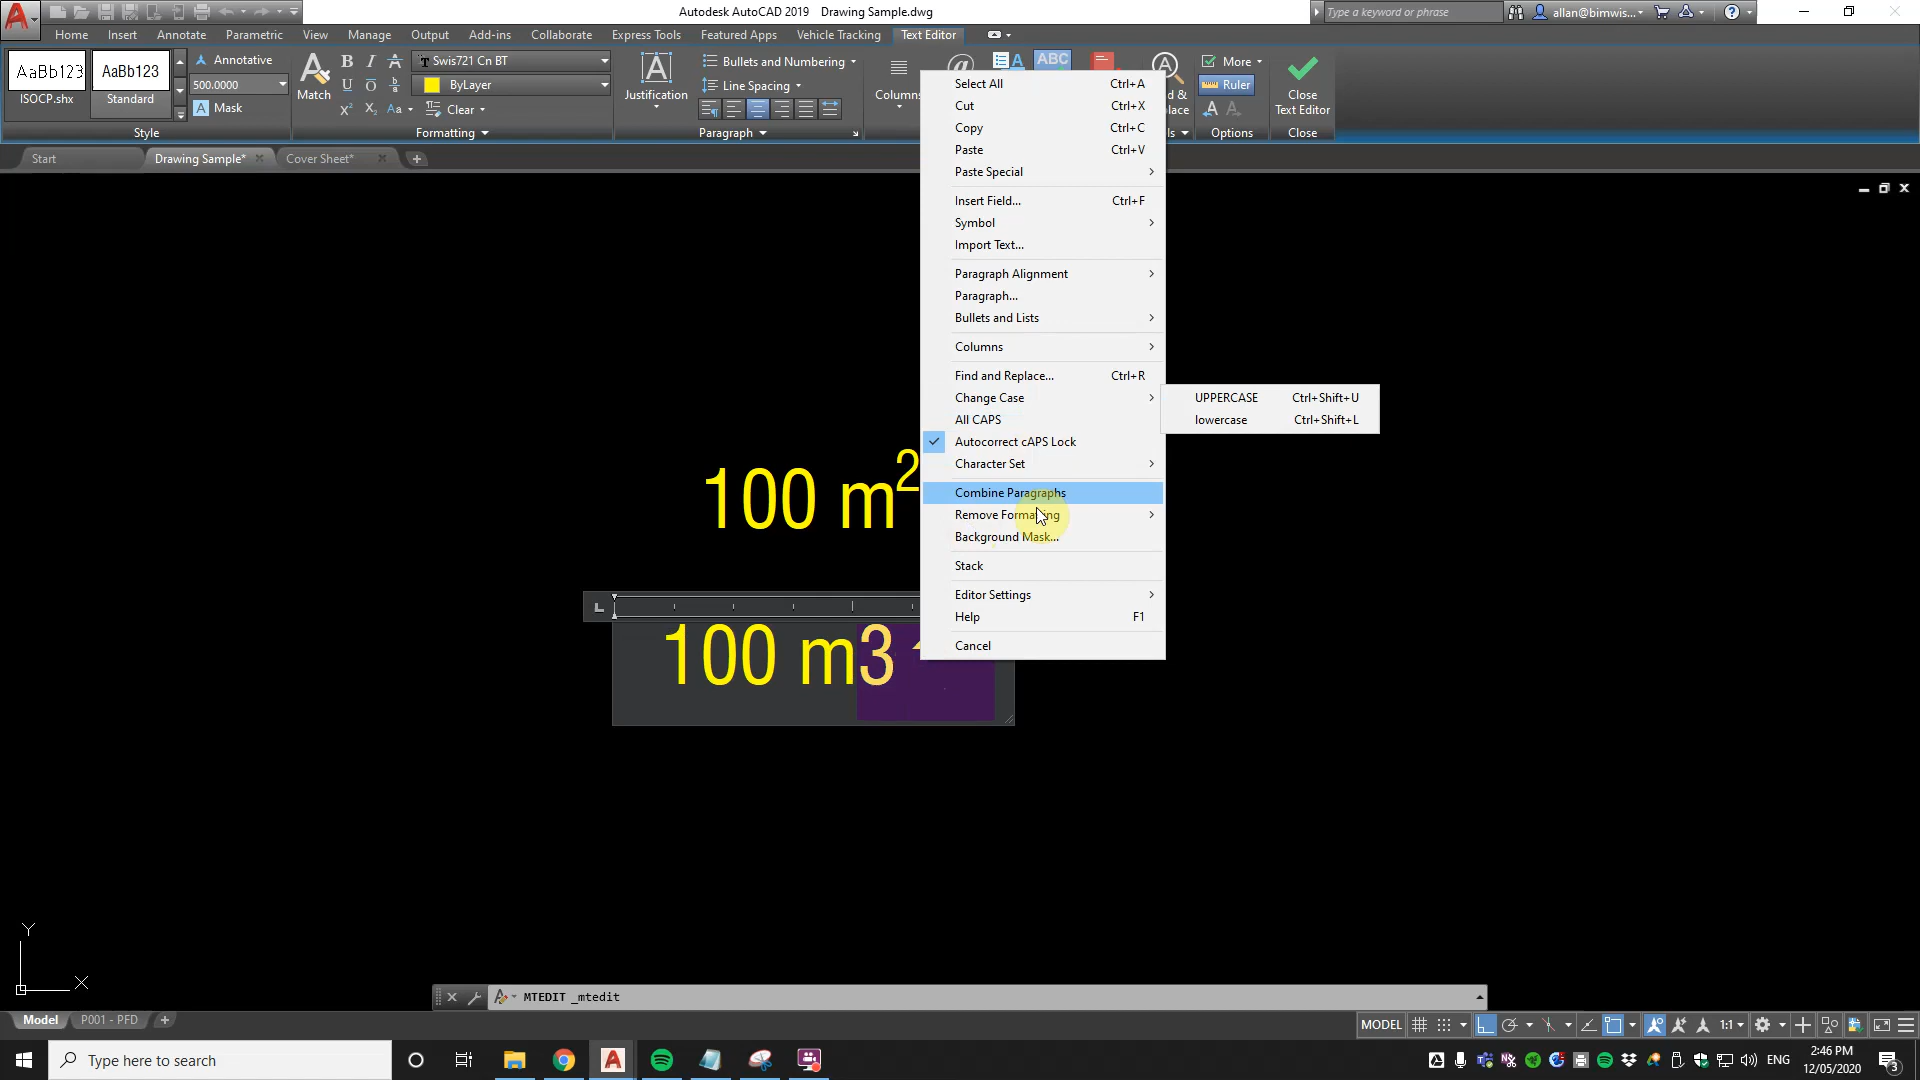 Autodesk AutoCAD 2019 Drawing Sample.dwg
Type a keyword or phrase
allan@bimwis...
Home Insert Annotate Parametric View Manage Output Add-ins Collaborate Express Tools Featured Apps Vehicle Tracking Text Editor
AaBb123 AaBb123
ISOCP.shx Standard
Annotative
500.0000
Mask
Style
Match
Swis721 Cn BT
ByLayer
Clear
Formatting
Justification
Bullets and Numbering
Line Spacing
Paragraph
Columns
ABC
More
Ruler
Options
Close
Text Editor
Close
Start Drawing Sample* Cover Sheet*
Select All Ctrl+A
Cut Ctrl+X
Copy Ctrl+C
Paste Ctrl+V
Paste Special
Insert Field... Ctrl+F
Symbol
Import Text...
Paragraph Alignment
Paragraph...
Bullets and Lists
Columns
Find and Replace... Ctrl+R
Change Case
UPPERCASE Ctrl+Shift+U
lowercase Ctrl+Shift+L
All CAPS
Autocorrect cAPS Lock
Character Set
Combine Paragraphs
Remove Formatting
Background Mask...
Stack
Editor Settings
Help F1
Cancel
100 m²
100 m3
Y
X
MTEDIT _mtedit
Model P001 - PFD
MODEL 1:1
Type here to search
ENG
2:46 PM
12/05/2020
3